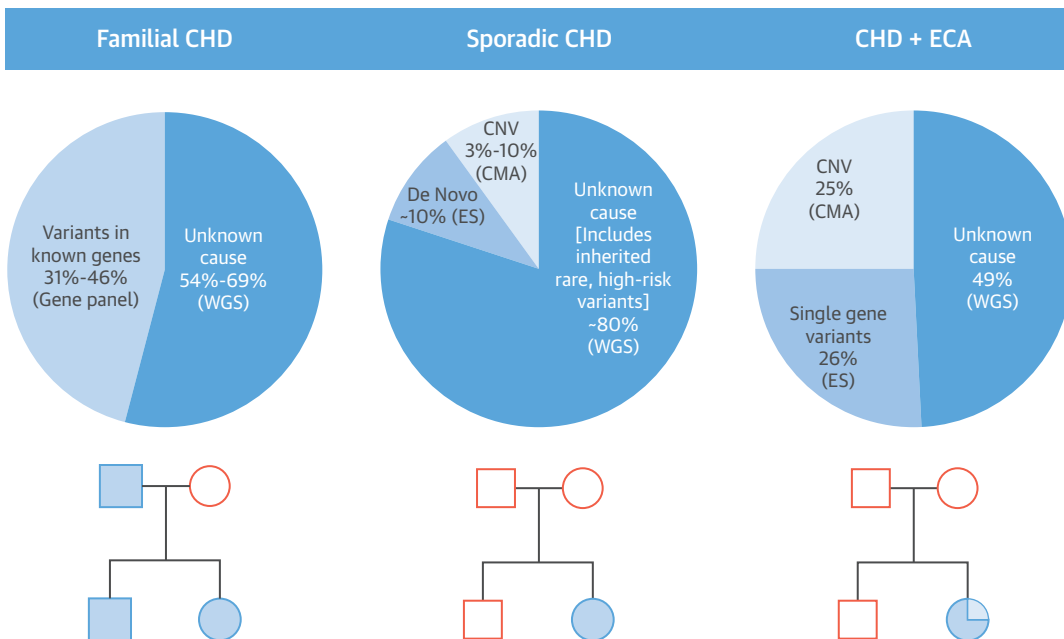 Familial CHD
Sporadic CHD
CHD + ECA
Variants in
known genes
31%-46%
(Gene panel)
Unknown
cause
54%-69%
(WGS)
CNV
3%-10%
(CMA)
De Novo
~10% (ES)
Unknown
cause
[Includes
inherited
rare, high-risk
variants]
~80%
(WGS)
CNV
25%
(CMA)
Single gene
variants
26%
(ES)
Unknown
cause
49%
(WGS)